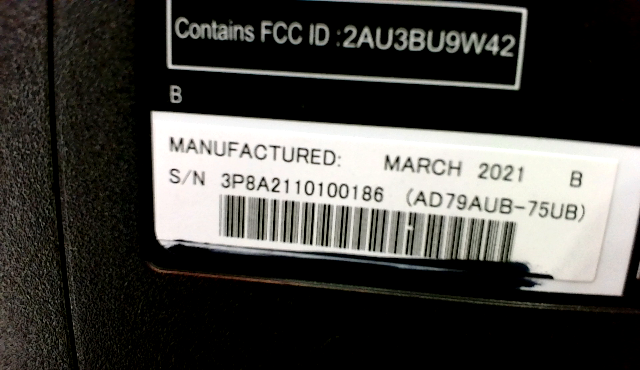 Contains FCC ID :2AU3BU9W42
B
MANUFACTURED: MARCH 2021 B
S/N 3P8A2110100186 (AD79AUB-75UB)